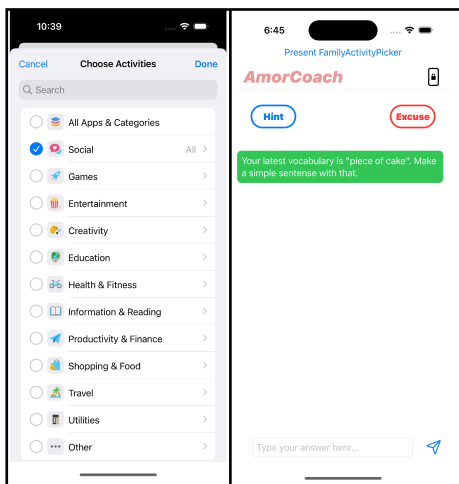 10:39
Cancel
Choose Activities
Done
Search
All Apps & Categories
Social
All
Games
Entertainment
Creativity
Education
Health & Fitness
Information & Reading
Productivity & Finance
Shopping & Food
Travel
Utilities
Other
6:45
Present FamilyActivityPicker
AmorCoach
Hint
Excuse
Your latest vocabulary is "piece of cake". Make
a simple sentence with that.
Type your answer here...